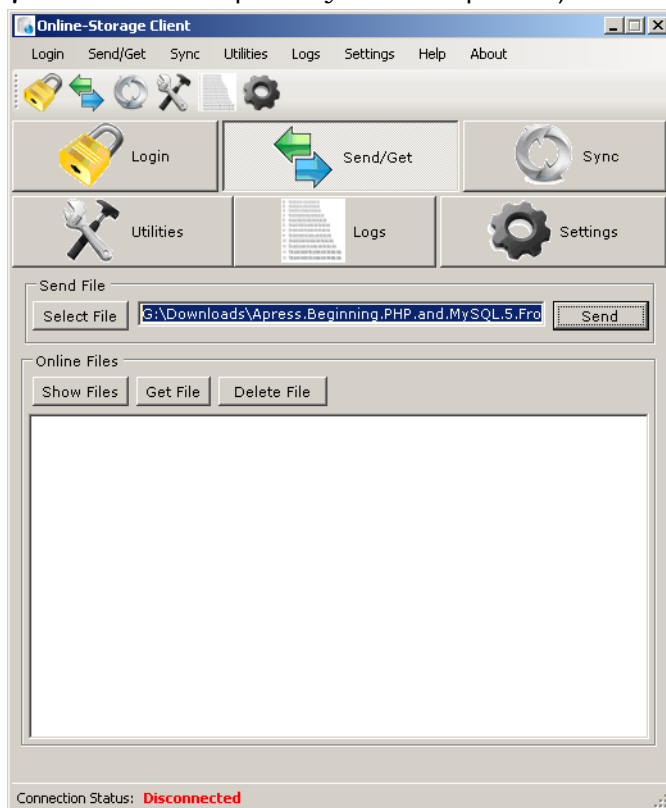 Online-Storage Client
Login Send/Get Sync Utilities Logs Settings Help About
Login Send/Get Sync
Utilities Logs Settings
Send File
Select File G:\Downloads\Apress.Beginning.PHP.and.MySQL.5.Fro Send
Online Files
Show Files Get File Delete File
Connection Status: Disconnected